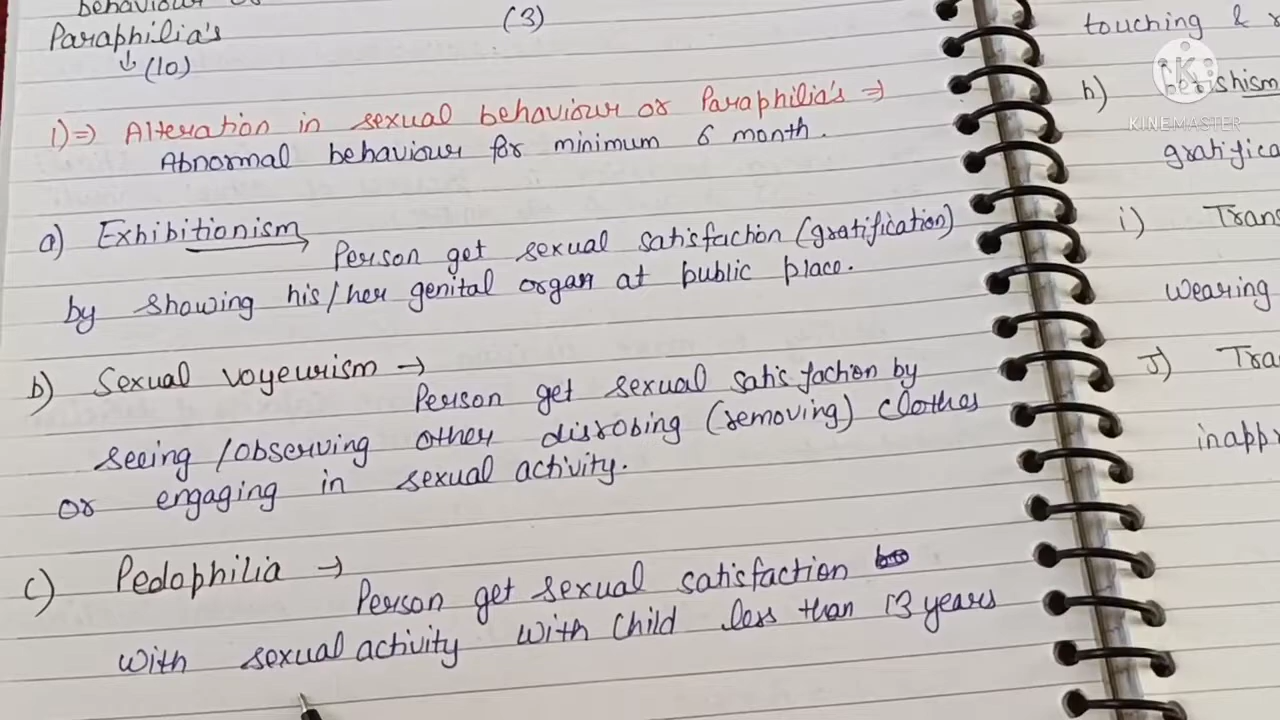 behaviour
Paraphilia's
↓ (10)
(3)
1) ⇒ Alteration in sexual behaviour or Paraphilia's ⇒
Abnormal behaviour for minimum 6 month.
a) Exhibitionism → Person get sexual satisfaction (gratification)
by showing his/her genital organ at public place.
b) Sexual voyeurism →
Person get sexual satisfaction by
seeing /observing other disrobing (removing) clothes
or engaging in sexual activity.
c) Pedophilia →
Person get sexual satisfaction
with sexual activity with child less than 13 years
touching &
h)
gratifica
i) Trans
wearing
J) Tra
inapp
K
KINEMASTER